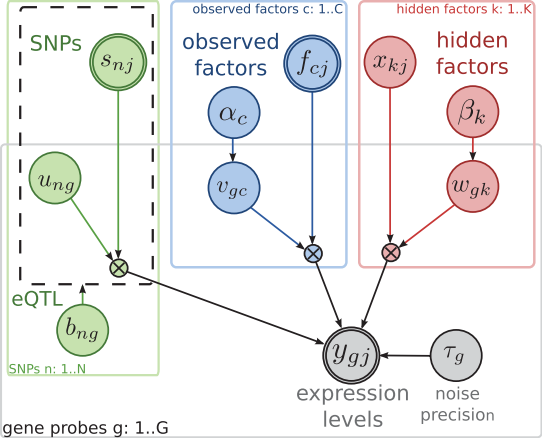 observed factors c: 1..C
hidden factors k: 1..K
SNPs
s_nj
observed
factors
f_cj
x_kj
hidden
factors
α_c
β_k
u_ng
v_gc
w_gk
⊗
⊗
⊗
eQTL
b_ng
y_gj
τ_g
SNPs n: 1..N
expression
levels
noise
precision
gene probes g: 1..G